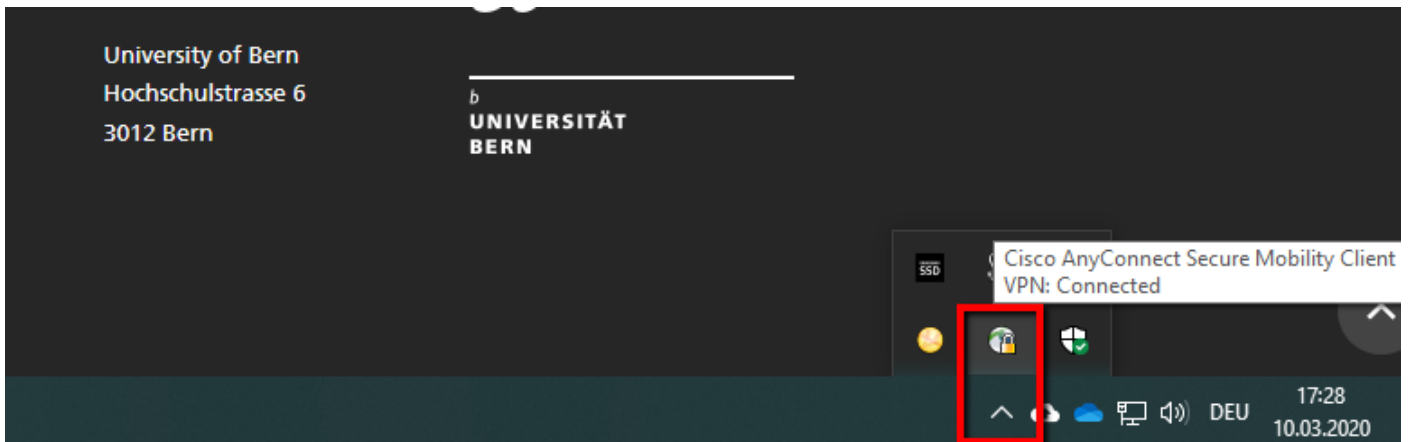 University of Bern
Hochschulstrasse 6
3012 Bern
b
UNIVERSITÄT
BERN
SSD
Cisco AnyConnect Secure Mobility Client
VPN: Connected
DEU
17:28
10.03.2020